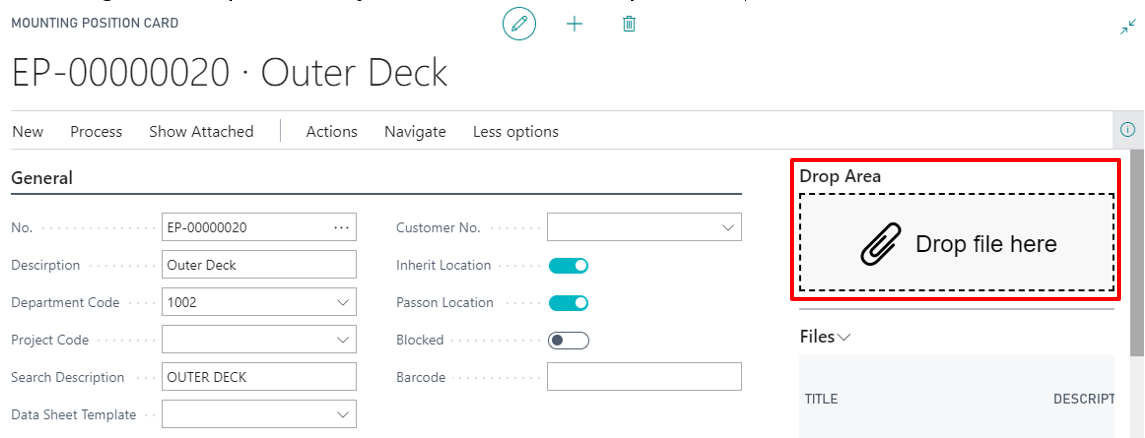 MOUNTING POSITION CARD
EP-00000020 · Outer Deck
New Process Show Attached Actions Navigate Less options
General
No. EP-00000020 ...
Descirption Outer Deck
Department Code 1002
Project Code
Search Description OUTER DECK
Data Sheet Template
Customer No.
Inherit Location
Passon Location
Blocked
Barcode
Drop Area
Drop file here
Files
TITLE DESCRIPT